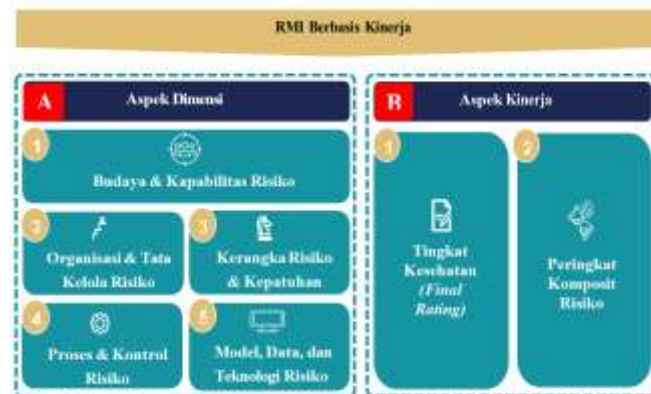 RMI Berbasis Kinerja
A
Aspek Dimensi
1
Budaya & Kapabilitas Risiko
2
Organisasi & Tata
Kelola Risiko
3
Kerangka Risiko
& Kepatuhan
4
Proses & Kontrol
Risiko
5
Model, Data, dan
Teknologi Risiko
B
Aspek Kinerja
1
Tingkat
Kesehatan
(Final
Rating)
2
Peringkat
Komposit
Risiko